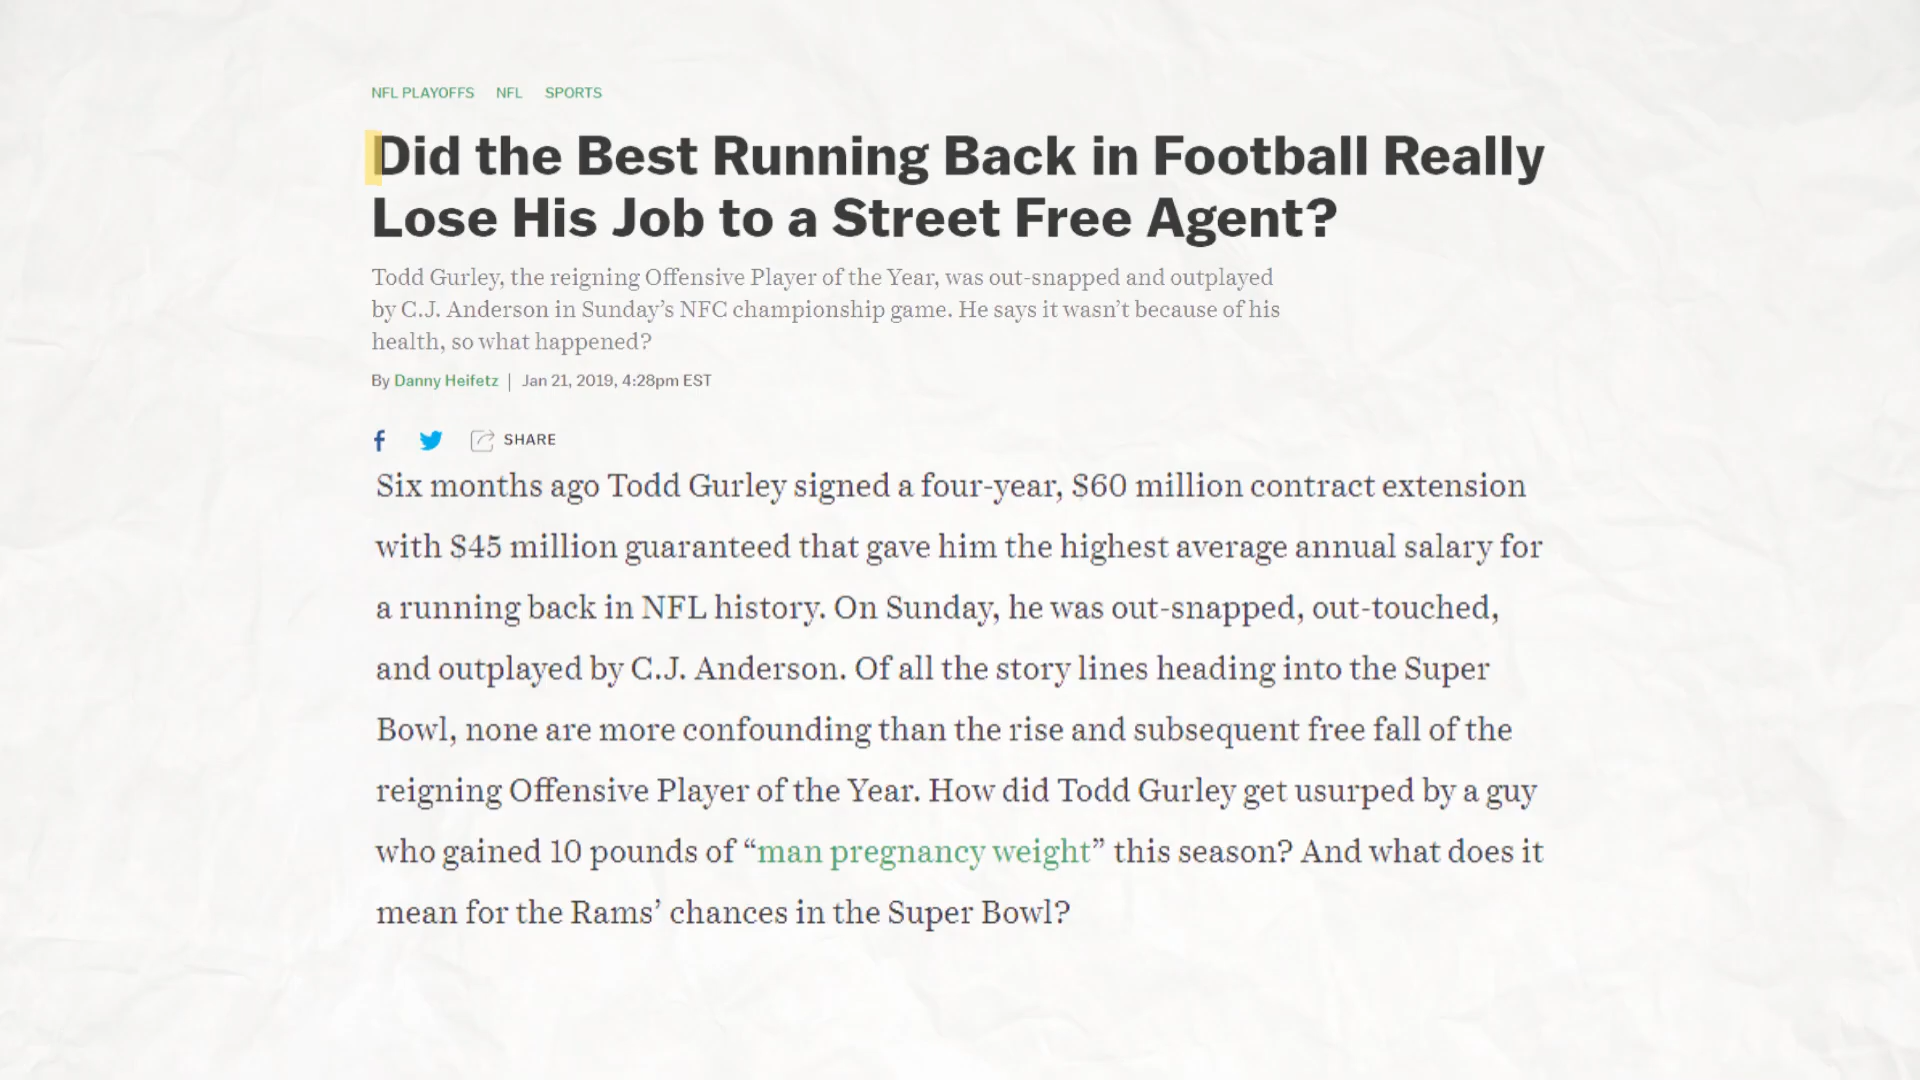 NFL PLAYOFFS NFL SPORTS
Did the Best Running Back in Football Really
Lose His Job to a Street Free Agent?
Todd Gurley, the reigning Offensive Player of the Year, was out-snapped and outplayed
by C.J. Anderson in Sunday’s NFC championship game. He says it wasn’t because of his
health, so what happened?
By Danny Heifetz | Jan 21, 2019, 4:28pm EST
SHARE
Six months ago Todd Gurley signed a four-year, $60 million contract extension
with $45 million guaranteed that gave him the highest average annual salary for
a running back in NFL history. On Sunday, he was out-snapped, out-touched,
and outplayed by C.J. Anderson. Of all the story lines heading into the Super
Bowl, none are more confounding than the rise and subsequent free fall of the
reigning Offensive Player of the Year. How did Todd Gurley get usurped by a guy
who gained 10 pounds of “man pregnancy weight” this season? And what does it
mean for the Rams’ chances in the Super Bowl?